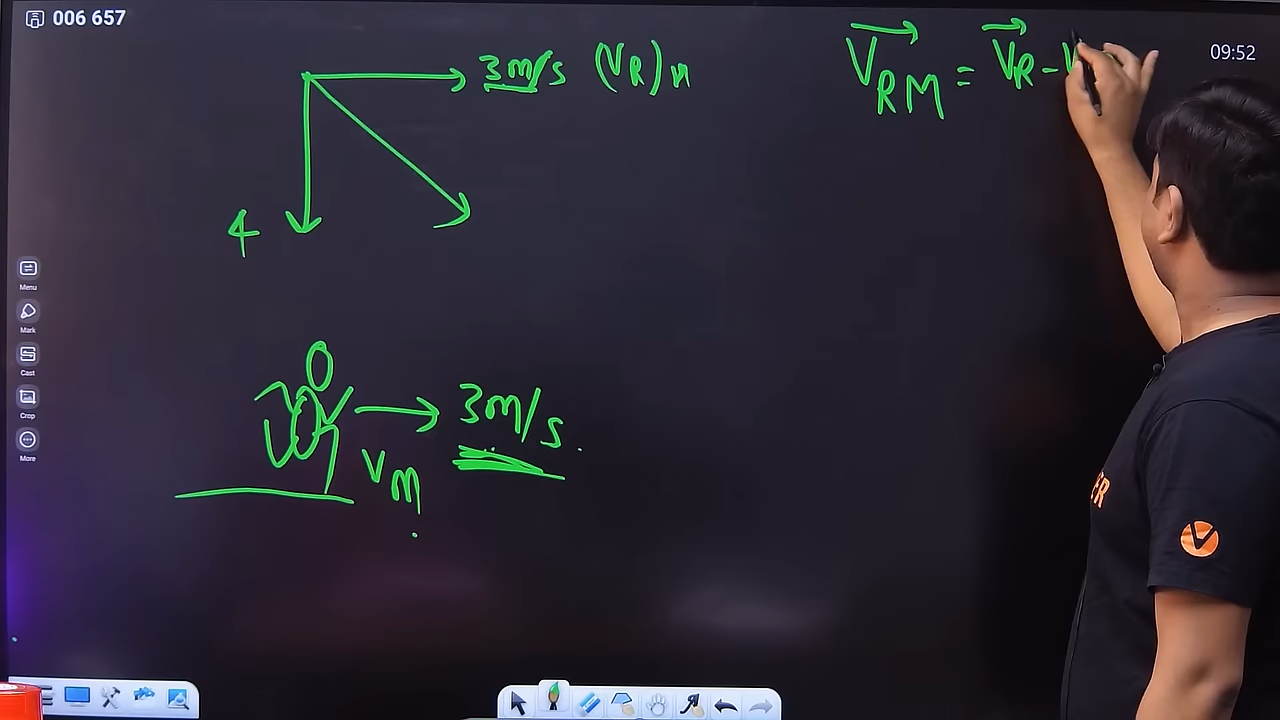 006 657
09:52
3m/s (VR)x
VRM = VR - V
4
3m/s
VM
Menu
Mark
Cast
Crop
More